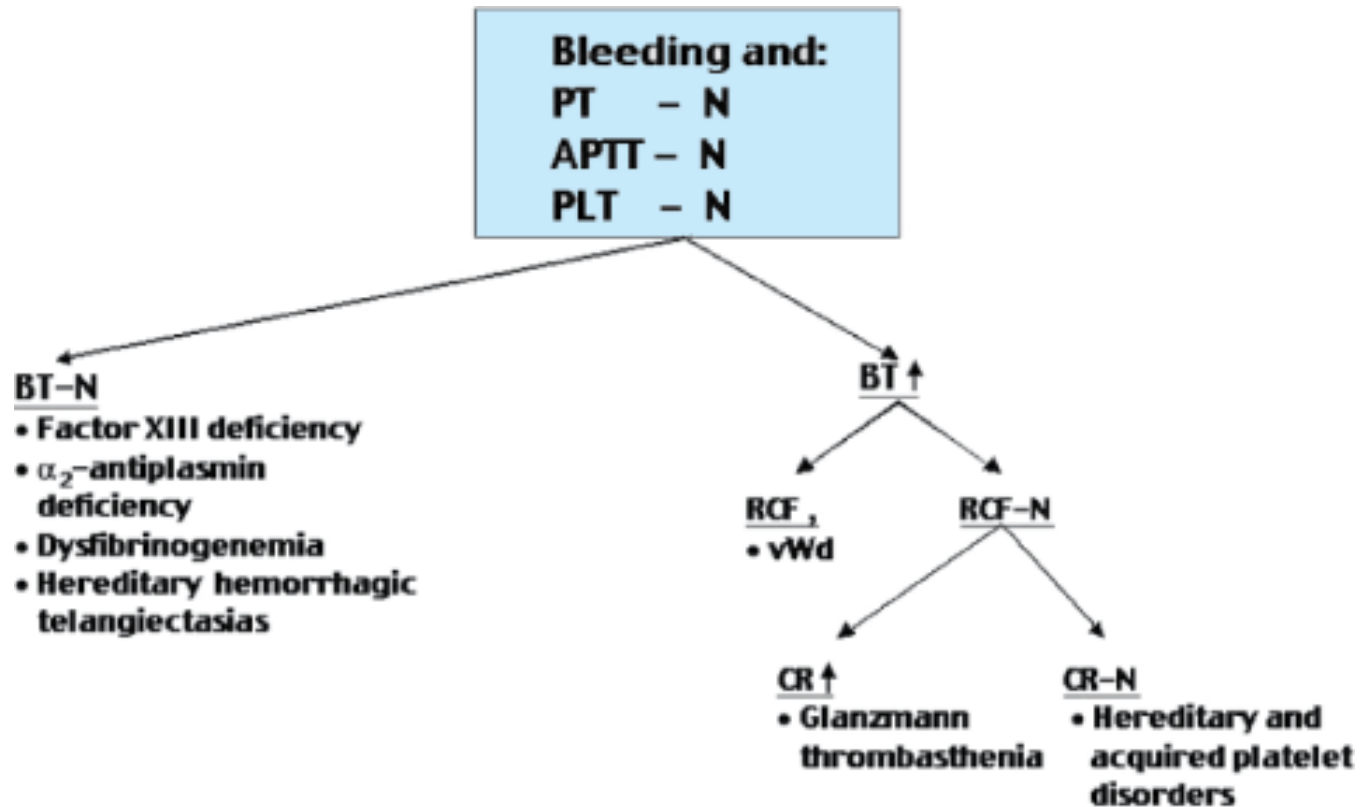 Bleeding and:
PT – N
APTT – N
PLT – N
BT–N
• Factor XIII deficiency
• α₂–antiplasmin
deficiency
• Dysfibrinogenemia
• Hereditary hemorrhagic
telangiectasias
BT ↑
RCF ,
• vWd
RCF–N
CR ↑
• Glanzmann
thrombasthenia
CR–N
• Hereditary and
acquired platelet
disorders